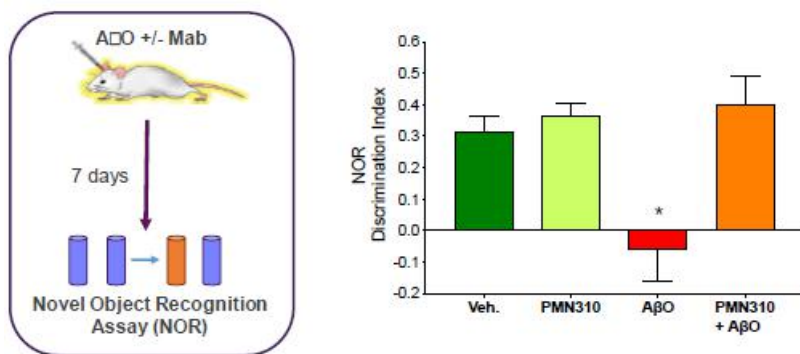 A□O +/- Mab
7 days
Novel Object Recognition
Assay (NOR)
NOR
Discrimination Index
0.6
0.5
0.4
0.3
0.2
0.1
0.0
-0.1
-0.2
*
Veh.
PMN310
AβO
PMN310
+ AβO